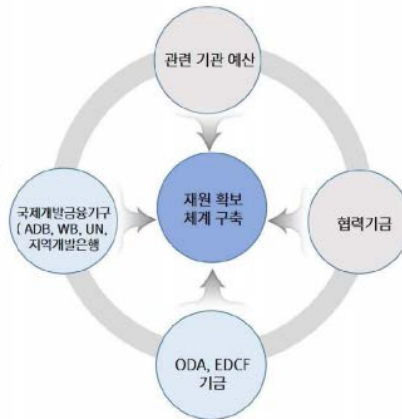 관련 기관 예산
재원 확보
체계 구축
국제개발금융기구
( ADB, WB, UN,
지역개발은행
협력기금
ODA, EDCF
기금